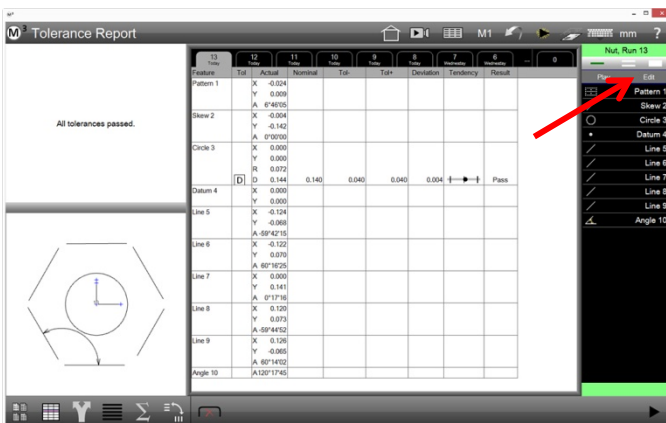 M³
M³ Tolerance Report
M1
mm
?
Nut, Run 13
Play Edit
Pattern 1
Skew 2
Circle 3
Datum 4
Line 5
Line 6
Line 7
Line 8
Line 9
Angle 10
All tolerances passed.
13 12 11 10 9 8 7 6 ... 0
Today Today Today Today Today Today Wednesday Wednesday
Feature Tol Actual Nominal Tol- Tol+ Deviation Tendency Result
Pattern 1 X -0.024
Y 0.009
A 6°46'05
Skew 2 X -0.004
Y -0.142
A 0°00'00
Circle 3 X 0.000
Y 0.000
R 0.072
D D 0.144 0.140 0.040 0.040 0.004 Pass
Datum 4 X 0.000
Y 0.000
Line 5 X -0.124
Y -0.068
A -59°42'15
Line 6 X -0.122
Y 0.070
A 60°16'25
Line 7 X 0.000
Y 0.141
A 0°17'16
Line 8 X 0.120
Y 0.073
A -59°44'52
Line 9 X 0.126
Y -0.065
A 60°14'02
Angle 10 A 120°17'45